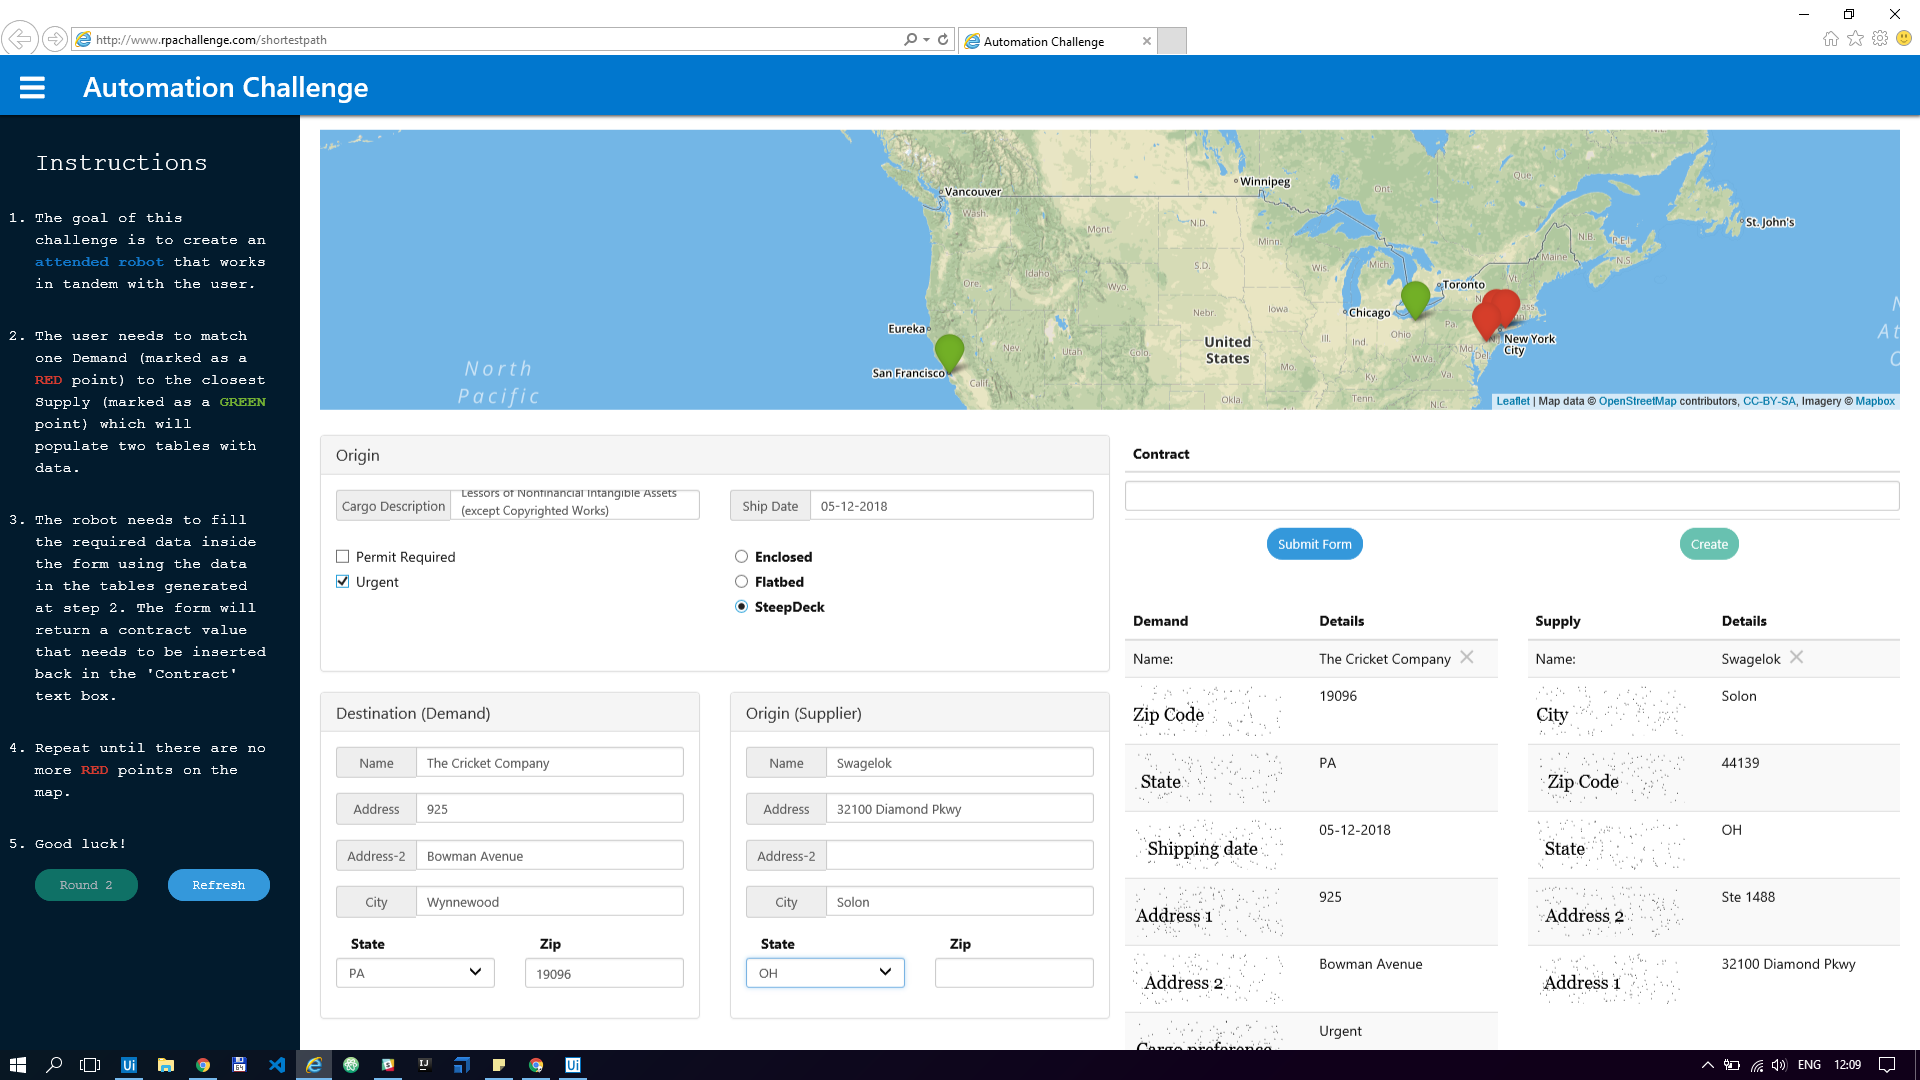 http://www.rpachallenge.com/shortestpath
Automation Challenge
Automation Challenge
Instructions
1. The goal of this
challenge is to create an
attended robot that works
in tandem with the user.
2. The user needs to match
one Demand (marked as a
RED point) to the closest
Supply (marked as a GREEN
point) which will
populate two tables with
data.
3. The robot needs to fill
the required data inside
the form using the data
in the tables generated
at step 2. The form will
return a contract value
that needs to be inserted
back in the 'Contract'
text box.
4. Repeat until there are no
more RED points on the
map.
5. Good luck!
Round 2
Refresh
Vancouver
Winnipeg
Wash.
Mont.
N.D.
Minn.
Ont.
Que.
N.B.
P.E.I.
N.S.
St. John's
Maine
Ore.
Idaho
Wyo.
S.D.
Wis.
Mich.
Toronto
Vt.
Chicago
Eureka
Nev.
Utah
Colo.
Nebr.
Iowa
Ill.
Ind.
Ohio
Pa.
New York
City
United
States
San Francisco
Calif.
Mo.
Ky.
W.Va.
Va.
Md.
Del.
Okla.
Tenn.
N.C.
North
Pacific
Leaflet | Map data © OpenStreetMap contributors, CC-BY-SA, Imagery © Mapbox
Origin
Cargo Description
Lessors of Nonfinancial Intangible Assets
(except Copyrighted Works)
Ship Date
05-12-2018
Permit Required
Urgent
Enclosed
Flatbed
SteepDeck
Destination (Demand)
Name
The Cricket Company
Address
925
Address-2
Bowman Avenue
City
Wynnewood
State
Zip
PA
19096
Origin (Supplier)
Name
Swagelok
Address
32100 Diamond Pkwy
Address-2
City
Solon
State
Zip
OH
Contract
Submit Form
Create
Demand
Details
Name:
The Cricket Company
Zip Code
19096
State
PA
Shipping date
05-12-2018
Address 1
925
Address 2
Bowman Avenue
Cargo preference
Urgent
Supply
Details
Name:
Swagelok
City
Solon
Zip Code
44139
State
OH
Address 2
Ste 1488
Address 1
32100 Diamond Pkwy
ENG
12:09